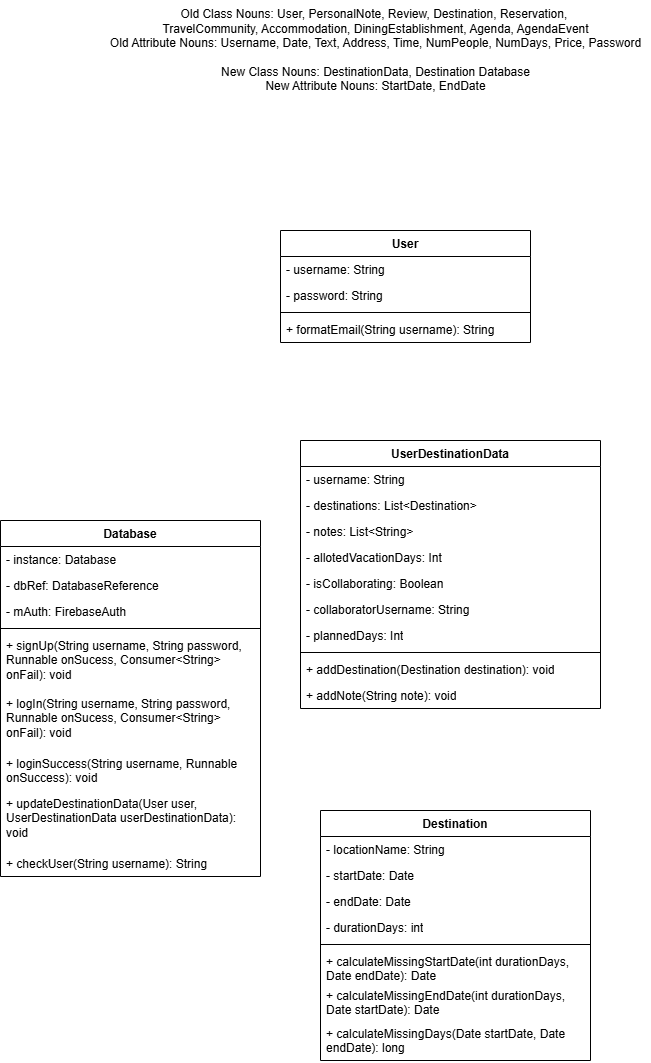 Old Class Nouns: User, PersonalNote, Review, Destination, Reservation,
TravelCommunity, Accommodation, DiningEstablishment, Agenda, AgendaEvent
Old Attribute Nouns: Username, Date, Text, Address, Time, NumPeople, NumDays, Price, Password
New Class Nouns: DestinationData, Destination Database
New Attribute Nouns: StartDate, EndDate
User
- username: String
- password: String
+ formatEmail(String username): String
UserDestinationData
- username: String
- destinations: List<Destination>
- notes: List<String>
- allotedVacationDays: Int
- isCollaborating: Boolean
- collaboratorUsername: String
- plannedDays: Int
+ addDestination(Destination destination): void
+ addNote(String note): void
Database
- instance: Database
- dbRef: DatabaseReference
- mAuth: FirebaseAuth
+ signUp(String username, String password,
Runnable onSucess, Consumer<String>
onFail): void
+ logIn(String username, String password,
Runnable onSucess, Consumer<String>
onFail): void
+ loginSuccess(String username, Runnable
onSuccess): void
+ updateDestinationData(User user,
UserDestinationData userDestinationData):
void
+ checkUser(String username): String
Destination
- locationName: String
- startDate: Date
- endDate: Date
- durationDays: int
+ calculateMissingStartDate(int durationDays,
Date endDate): Date
+ calculateMissingEndDate(int durationDays,
Date startDate): Date
+ calculateMissingDays(Date startDate, Date
endDate): long